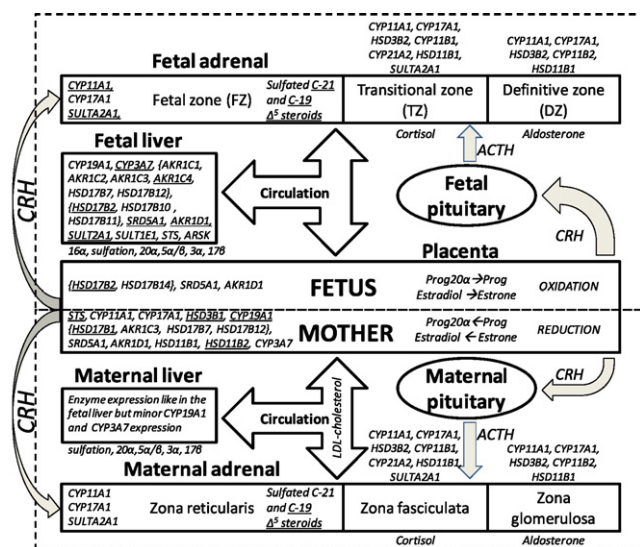 CYP11A1, CYP17A1,
HSD3B2, CYP11B1,
CYP21A2, HSD11B1,
SULTA2A1
CYP11A1, CYP17A1,
HSD3B2, CYP11B2,
HSD11B1
Fetal adrenal
CYP11A1,
CYP17A1
SULTA2A1,
Fetal zone (FZ)
Sulfated C-21
and C-19
Δ⁵ steroids
Transitional zone
(TZ)
Definitive zone
(DZ)
Cortisol
Aldosterone
Fetal liver
CYP19A1, CYP3A7, {AKR1C1,
AKR1C2, AKR1C3, AKR1C4,
HSD17B7, HSD17B12}
{HSD17B2, HSD17B10 ,
HSD17B11}, SRD5A1, AKR1D1,
SULT2A1, SULT1E1, STS, ARSK
16α, sulfation, 20α,5α/β, 3α, 17β
Circulation
ACTH
Fetal
pituitary
CRH
CRH
Placenta
{HSD17B2, HSD17B14}, SRD5A1, AKR1D1
FETUS
Prog20α→Prog
Estradiol →Estrone
OXIDATION
STS, CYP11A1, CYP17A1, HSD3B1, CYP19A1
{HSD17B1, AKR1C3, HSD17B7, HSD17B12},
SRD5A1, AKR1D1, HSD11B1, HSD11B2, CYP3A7
MOTHER
Prog20α←Prog
Estradiol ← Estrone
REDUCTION
CRH
CRH
Maternal liver
Enzyme expression like in the
fetal liver but minor CYP19A1
and CYP3A7 expression
sulfation, 20α,5α/β, 3α, 17β
Circulation
LDL-cholesterol
Maternal
pituitary
ACTH
CYP11A1, CYP17A1,
HSD3B2, CYP11B1,
CYP21A2, HSD11B1,
SULTA2A1
CYP11A1, CYP17A1,
HSD3B2, CYP11B2,
HSD11B1
Maternal adrenal
CYP11A1
CYP17A1
SULTA2A1
Zona reticularis
Sulfated C-21
and C-19
Δ⁵ steroids
Zona fasciculata
Zona
glomerulosa
Cortisol
Aldosterone